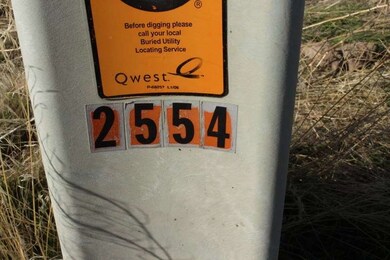 ®
Before digging please
call your local
Buried Utility
Locating Service
Qwest
2554